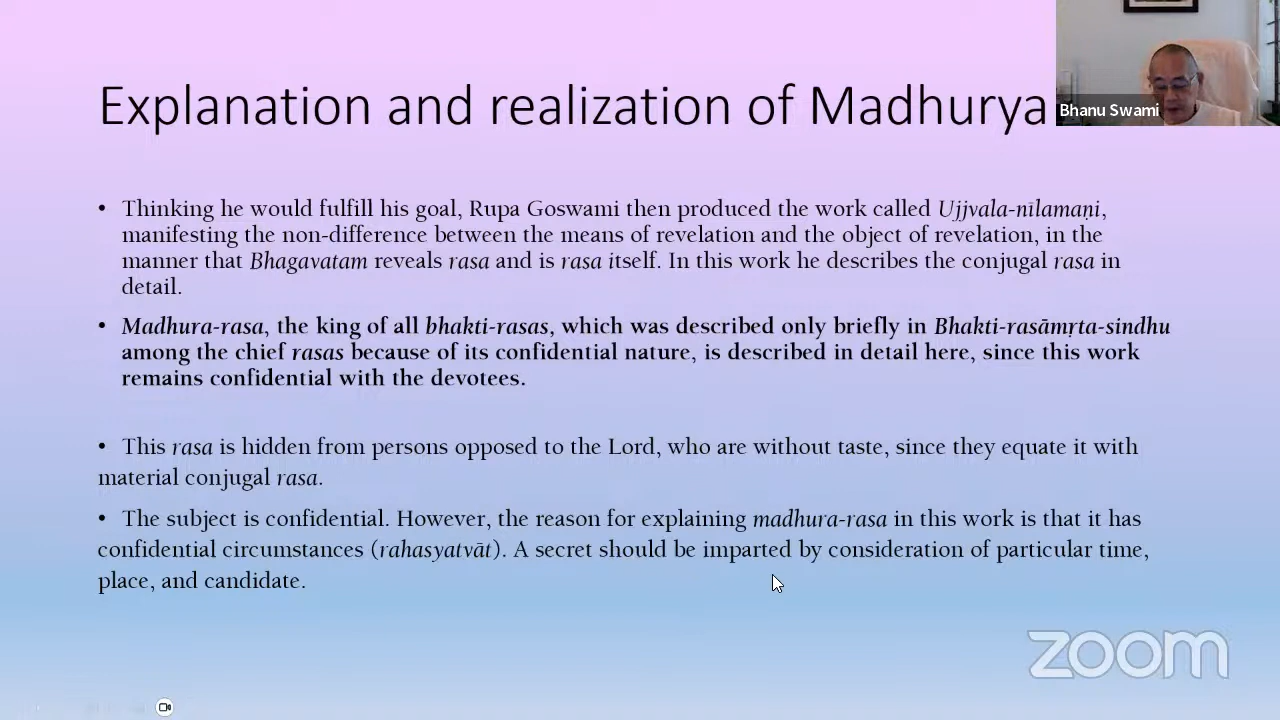 Explanation and realization of Madhurya
Bhanu Swami
• Thinking he would fulfill his goal, Rupa Goswami then produced the work called Ujjvala-nīlamaṇi,
manifesting the non-difference between the means of revelation and the object of revelation, in the
manner that Bhagavatam reveals rasa and is rasa itself. In this work he describes the conjugal rasa in
detail.
• Madhura-rasa, the king of all bhakti-rasas, which was described only briefly in Bhakti-rasāmṛta-sindhu
among the chief rasas because of its confidential nature, is described in detail here, since this work
remains confidential with the devotees.
• This rasa is hidden from persons opposed to the Lord, who are without taste, since they equate it with
material conjugal rasa.
• The subject is confidential. However, the reason for explaining madhura-rasa in this work is that it has
confidential circumstances (rahasyatvāt). A secret should be imparted by consideration of particular time,
place, and candidate.
zoom